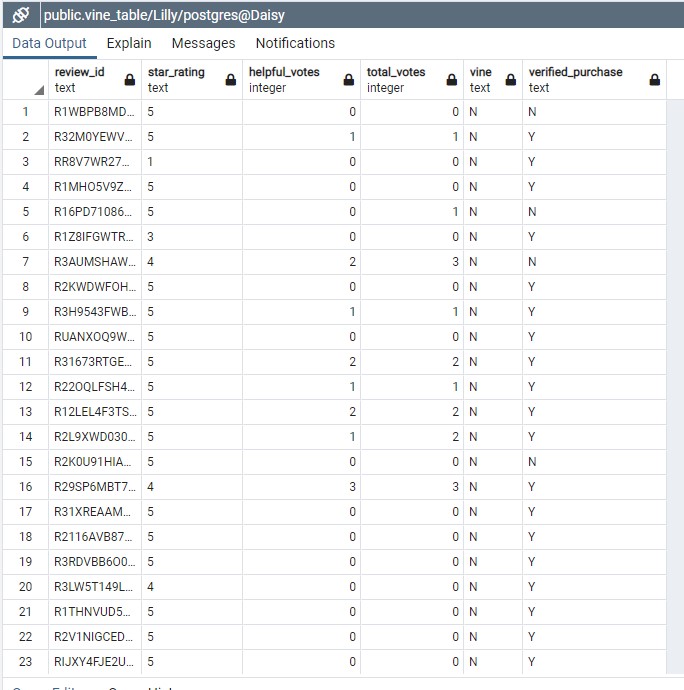 public.vine_table/Lilly/postgres@Daisy
Data Output Explain Messages Notifications
review_id star_rating helpful_votes total_votes vine verified_purchase
text text integer integer text text
1 R1WBPB8MD... 5 0 0 N N
2 R32M0YEWV... 5 1 1 N Y
3 RR8V7WR27... 1 0 0 N Y
4 R1MHO5V9Z... 5 0 0 N Y
5 R16PD71086... 5 0 1 N N
6 R1Z8IFGWTR... 3 0 0 N Y
7 R3AUMSHAW... 4 2 3 N N
8 R2KWDWFOH... 5 0 0 N Y
9 R3H9543FWB... 5 1 1 N Y
10 RUANXOQ9W... 5 0 0 N Y
11 R31673RTGE... 5 2 2 N Y
12 R22OQLFSH4... 5 1 1 N Y
13 R12LEL4F3TS... 5 2 2 N Y
14 R2L9XWD030... 5 1 2 N Y
15 R2K0U91HIA... 5 0 0 N N
16 R29SP6MBT7... 4 3 3 N Y
17 R31XREAAM... 5 0 0 N Y
18 R2116AVB87... 5 0 0 N Y
19 R3RDVBB6O0... 5 0 0 N Y
20 R3LW5T149L... 4 0 0 N Y
21 R1THNVUD5... 5 0 0 N Y
22 R2V1NIGCED... 5 0 0 N Y
23 RIJXY4FJE2U... 5 0 0 N Y